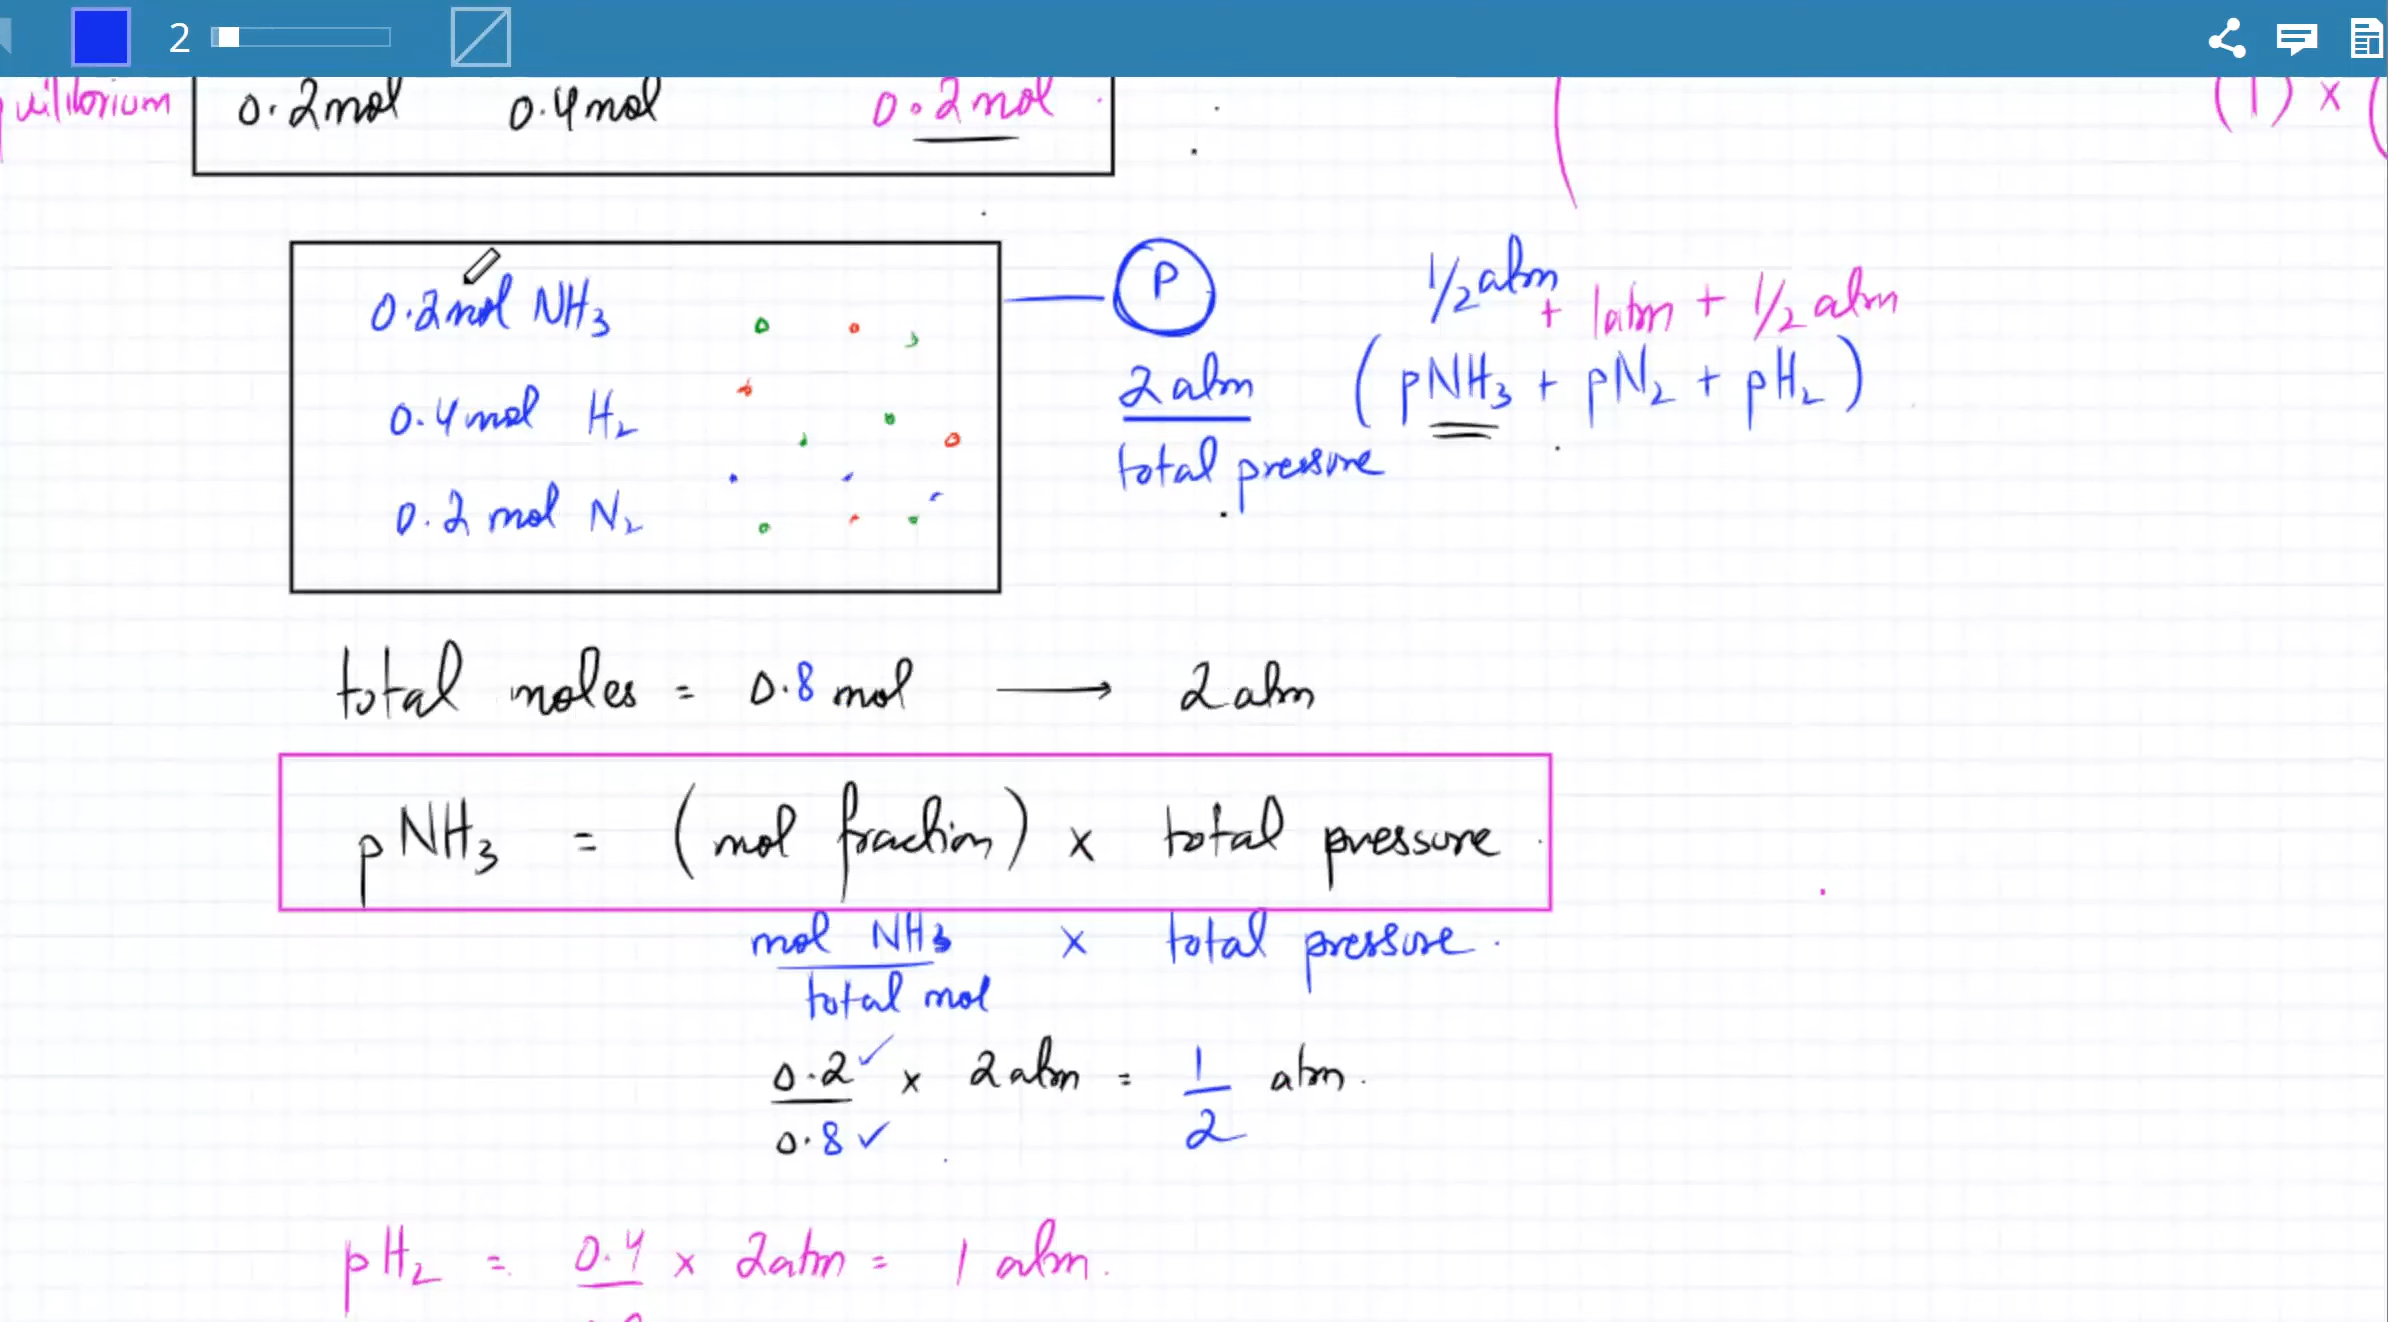 2
uilibrium 0.2mol 0.4mol 0.2mol (1) × (
0.2mol NH3
0.4mol H2
0.2 mol N2
P
1/2 atm + 1atm + 1/2 atm
2 atm (pNH3 + pN2 + pH2)
total pressure
total moles = 0.8 mol → 2 atm
pNH3 = (mol fraction) × total pressure
mol NH3 × total pressure.
total mol
0.2 ✓ × 2 atm = 1 atm.
0.8 ✓ 2
pH2 = 0.4 × 2atm = 1 atm.